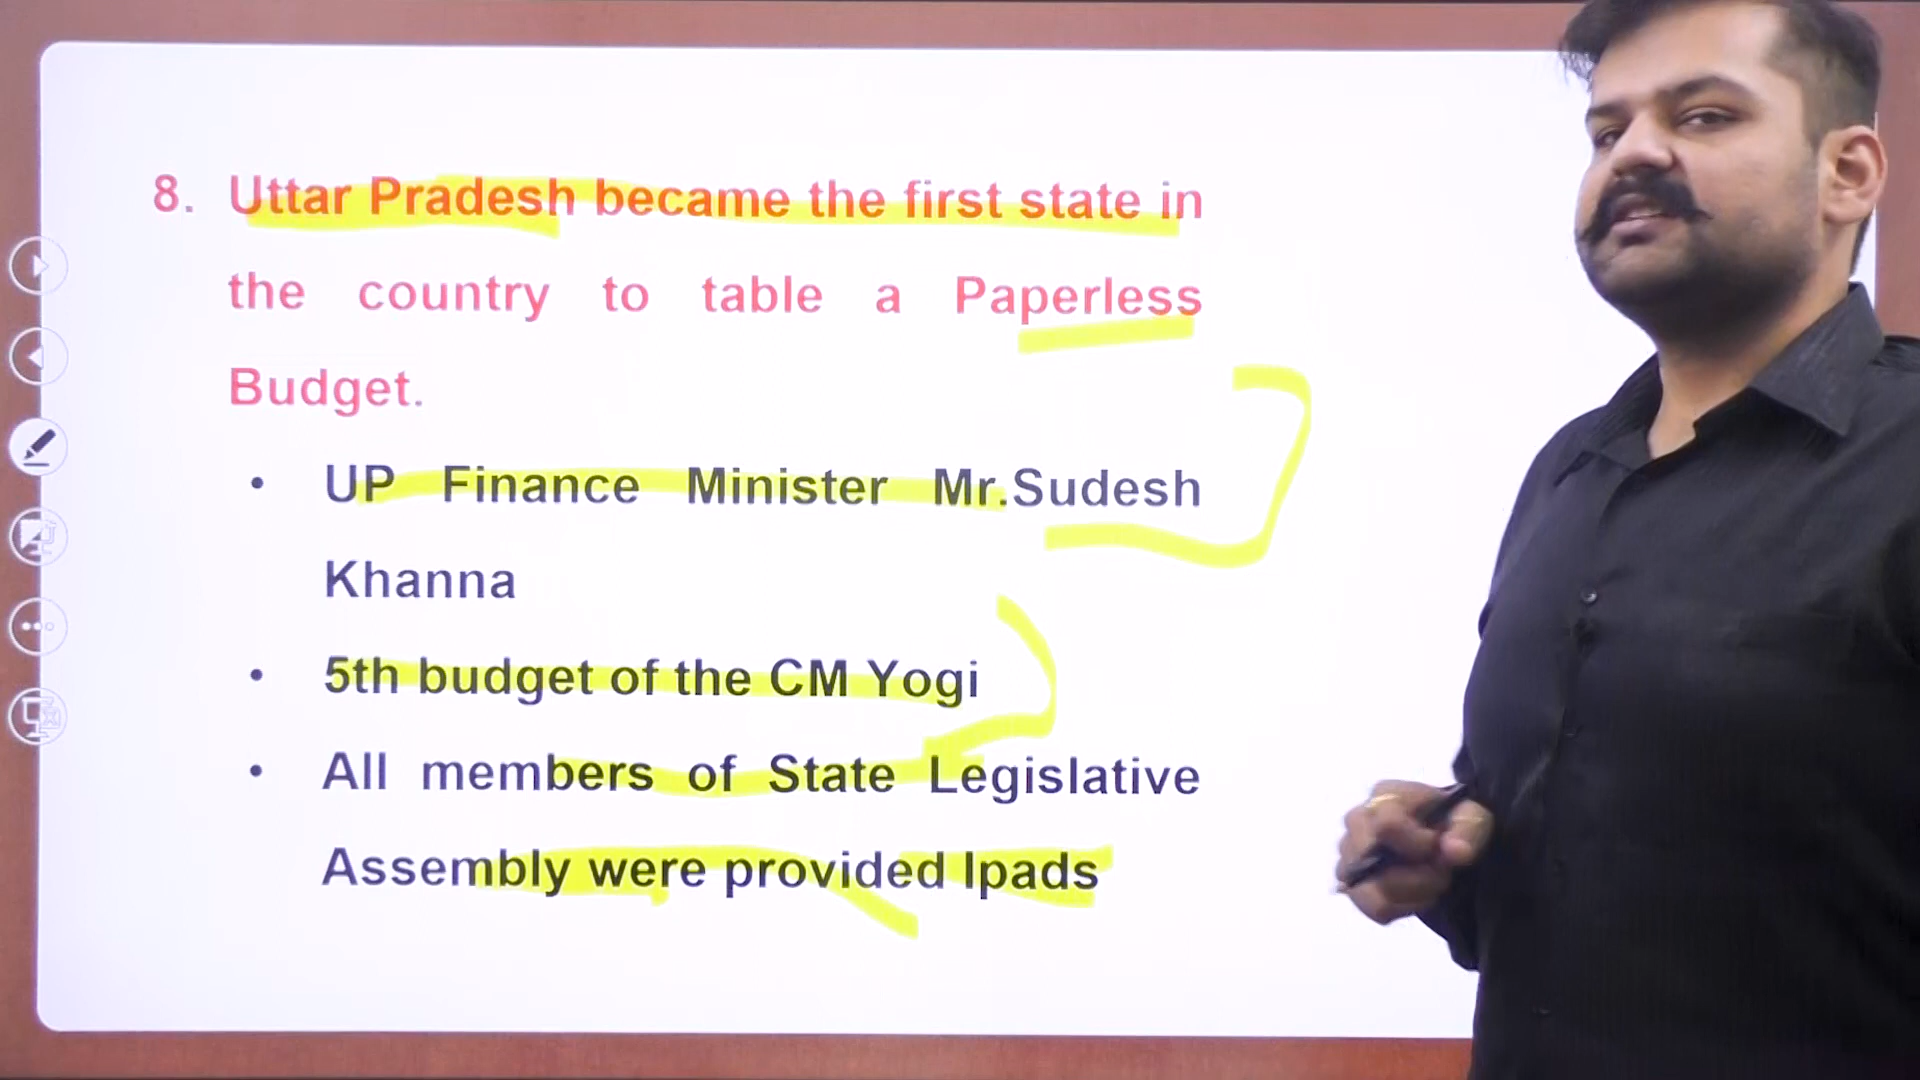 8. Uttar Pradesh became the first state in
the country to table a Paperless
Budget.
• UP Finance Minister Mr.Sudesh
Khanna
• 5th budget of the CM Yogi
• All members of State Legislative
Assembly were provided Ipads